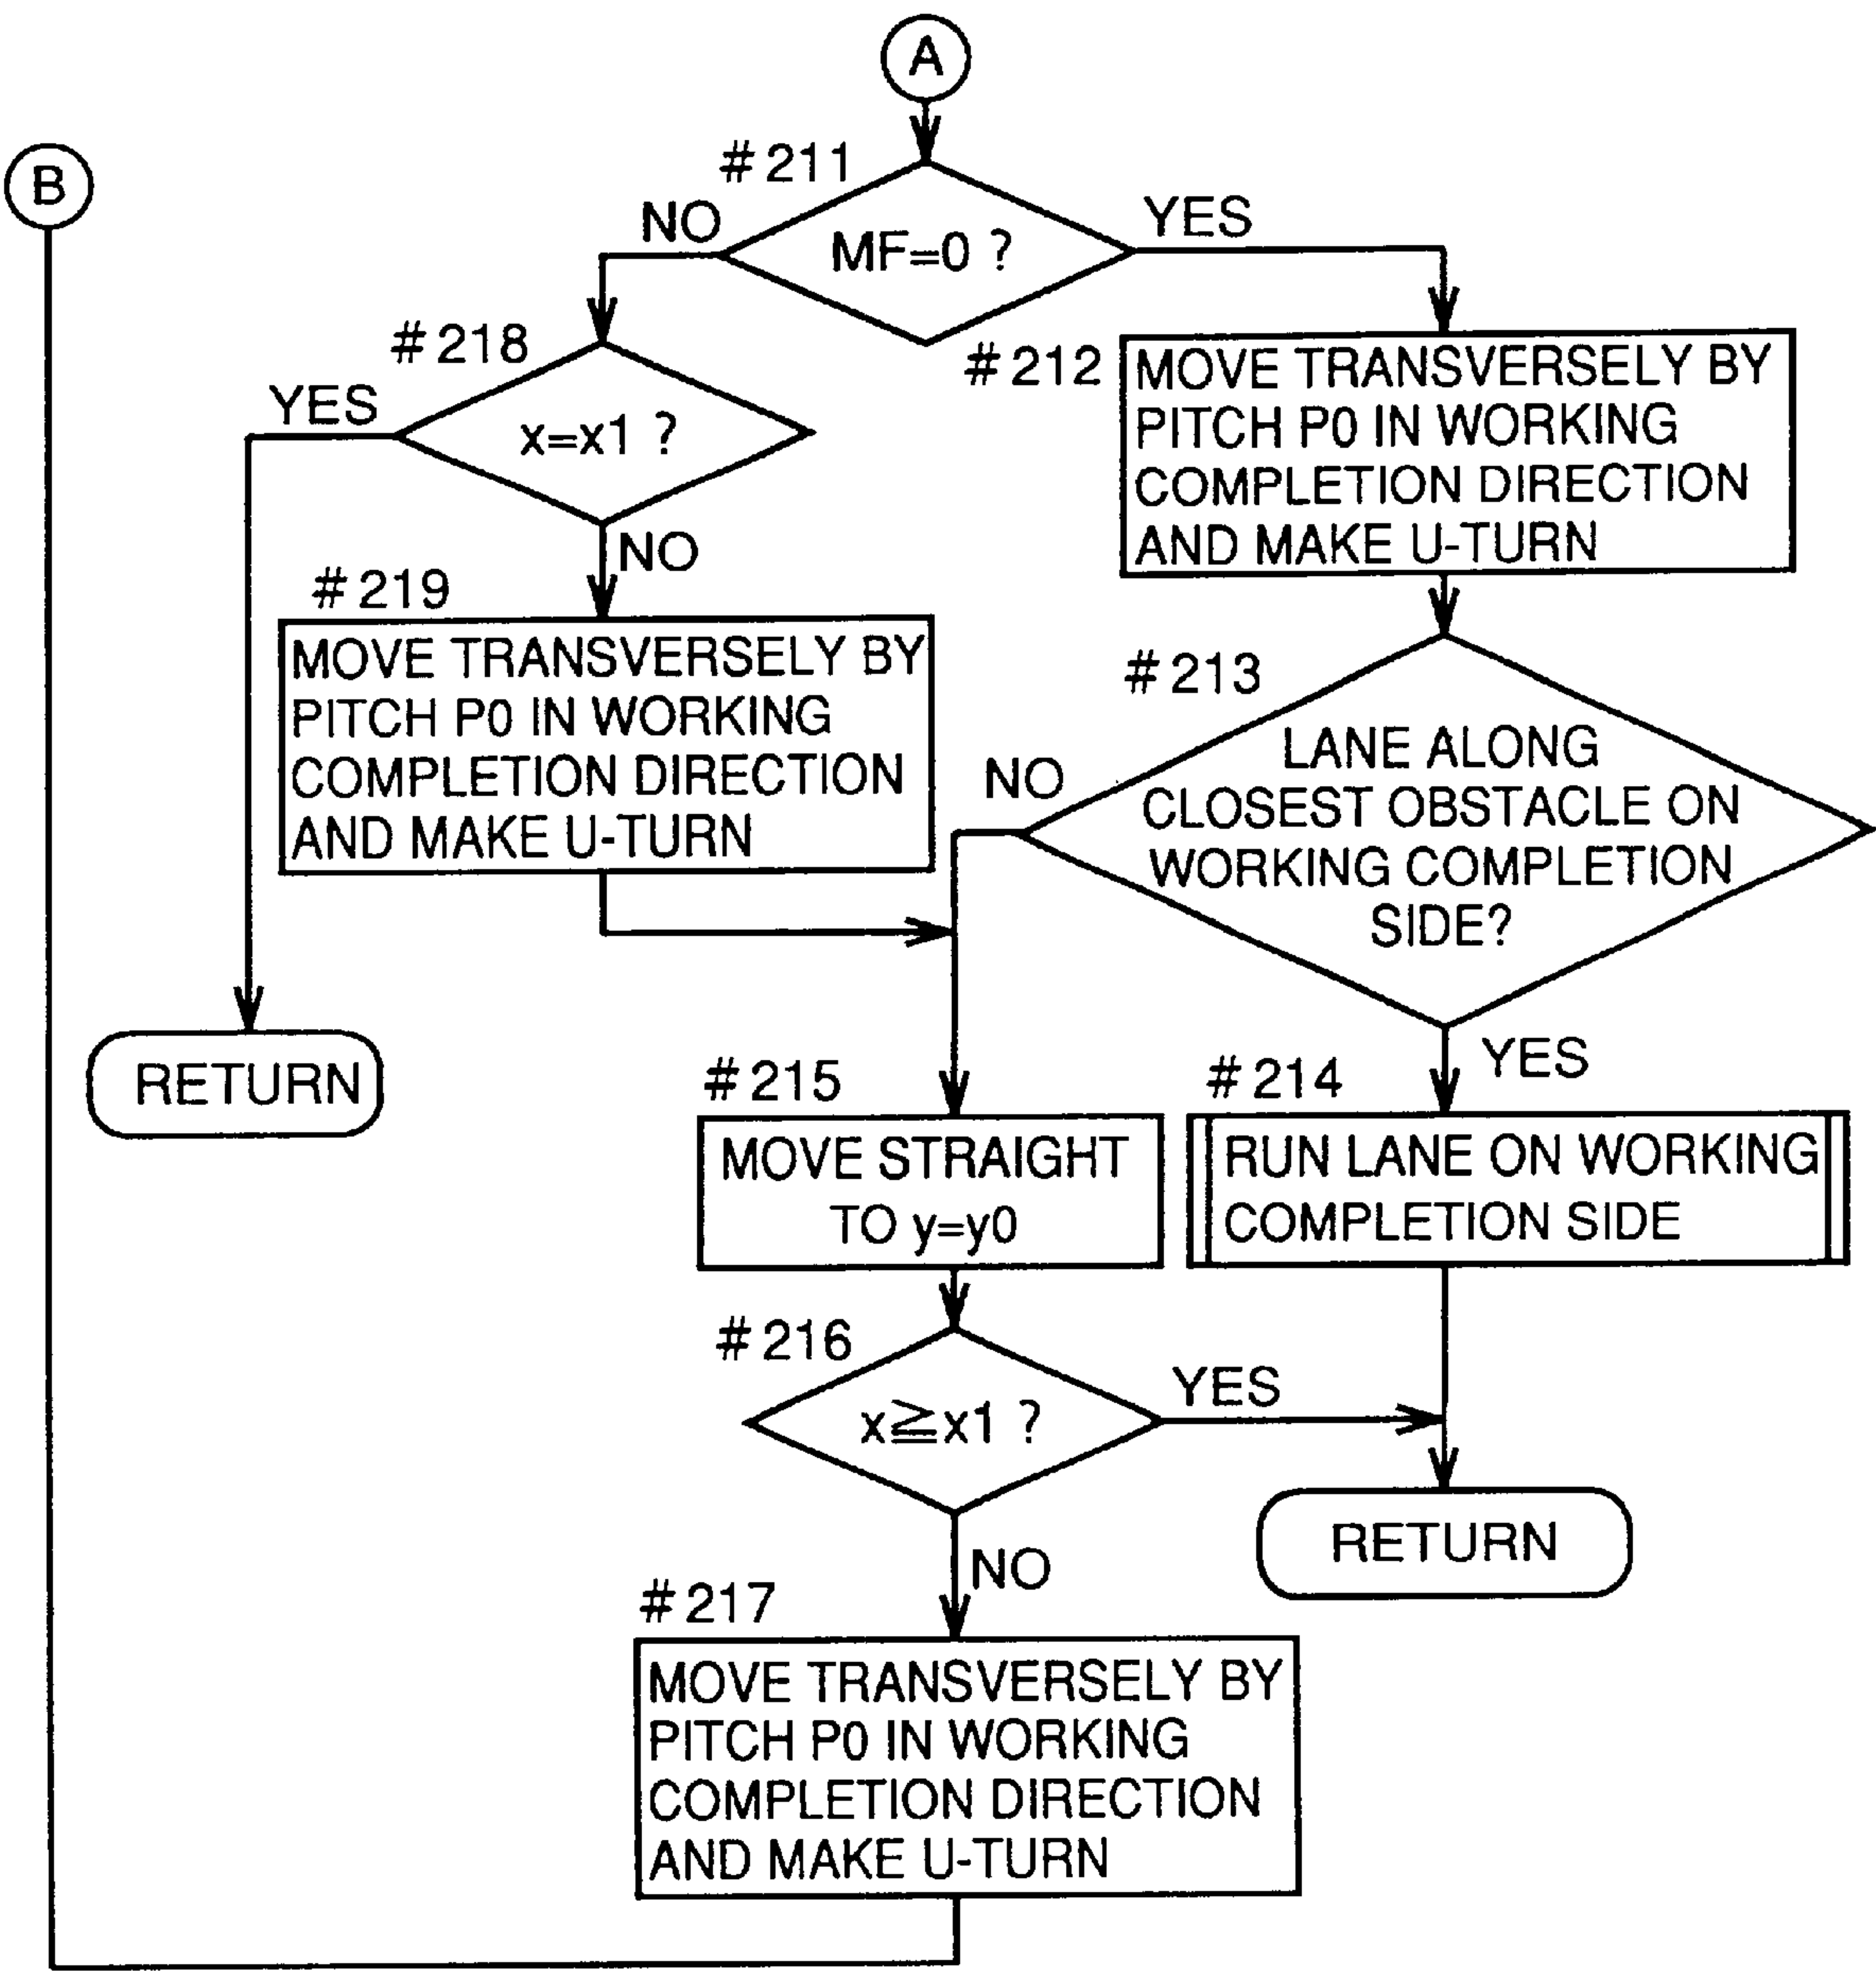 A
B
#211
NO
MF=0 ?
YES
#218
YES
x=x1 ?
NO
#212
MOVE TRANSVERSELY BY
PITCH P0 IN WORKING
COMPLETION DIRECTION
AND MAKE U-TURN
#219
MOVE TRANSVERSELY BY
PITCH P0 IN WORKING
COMPLETION DIRECTION
AND MAKE U-TURN
#213
NO
LANE ALONG
CLOSEST OBSTACLE ON
WORKING COMPLETION
SIDE?
YES
RETURN
#215
MOVE STRAIGHT
TO y=y0
#214
RUN LANE ON WORKING
COMPLETION SIDE
#216
x≧x1 ?
YES
NO
RETURN
#217
MOVE TRANSVERSELY BY
PITCH P0 IN WORKING
COMPLETION DIRECTION
AND MAKE U-TURN